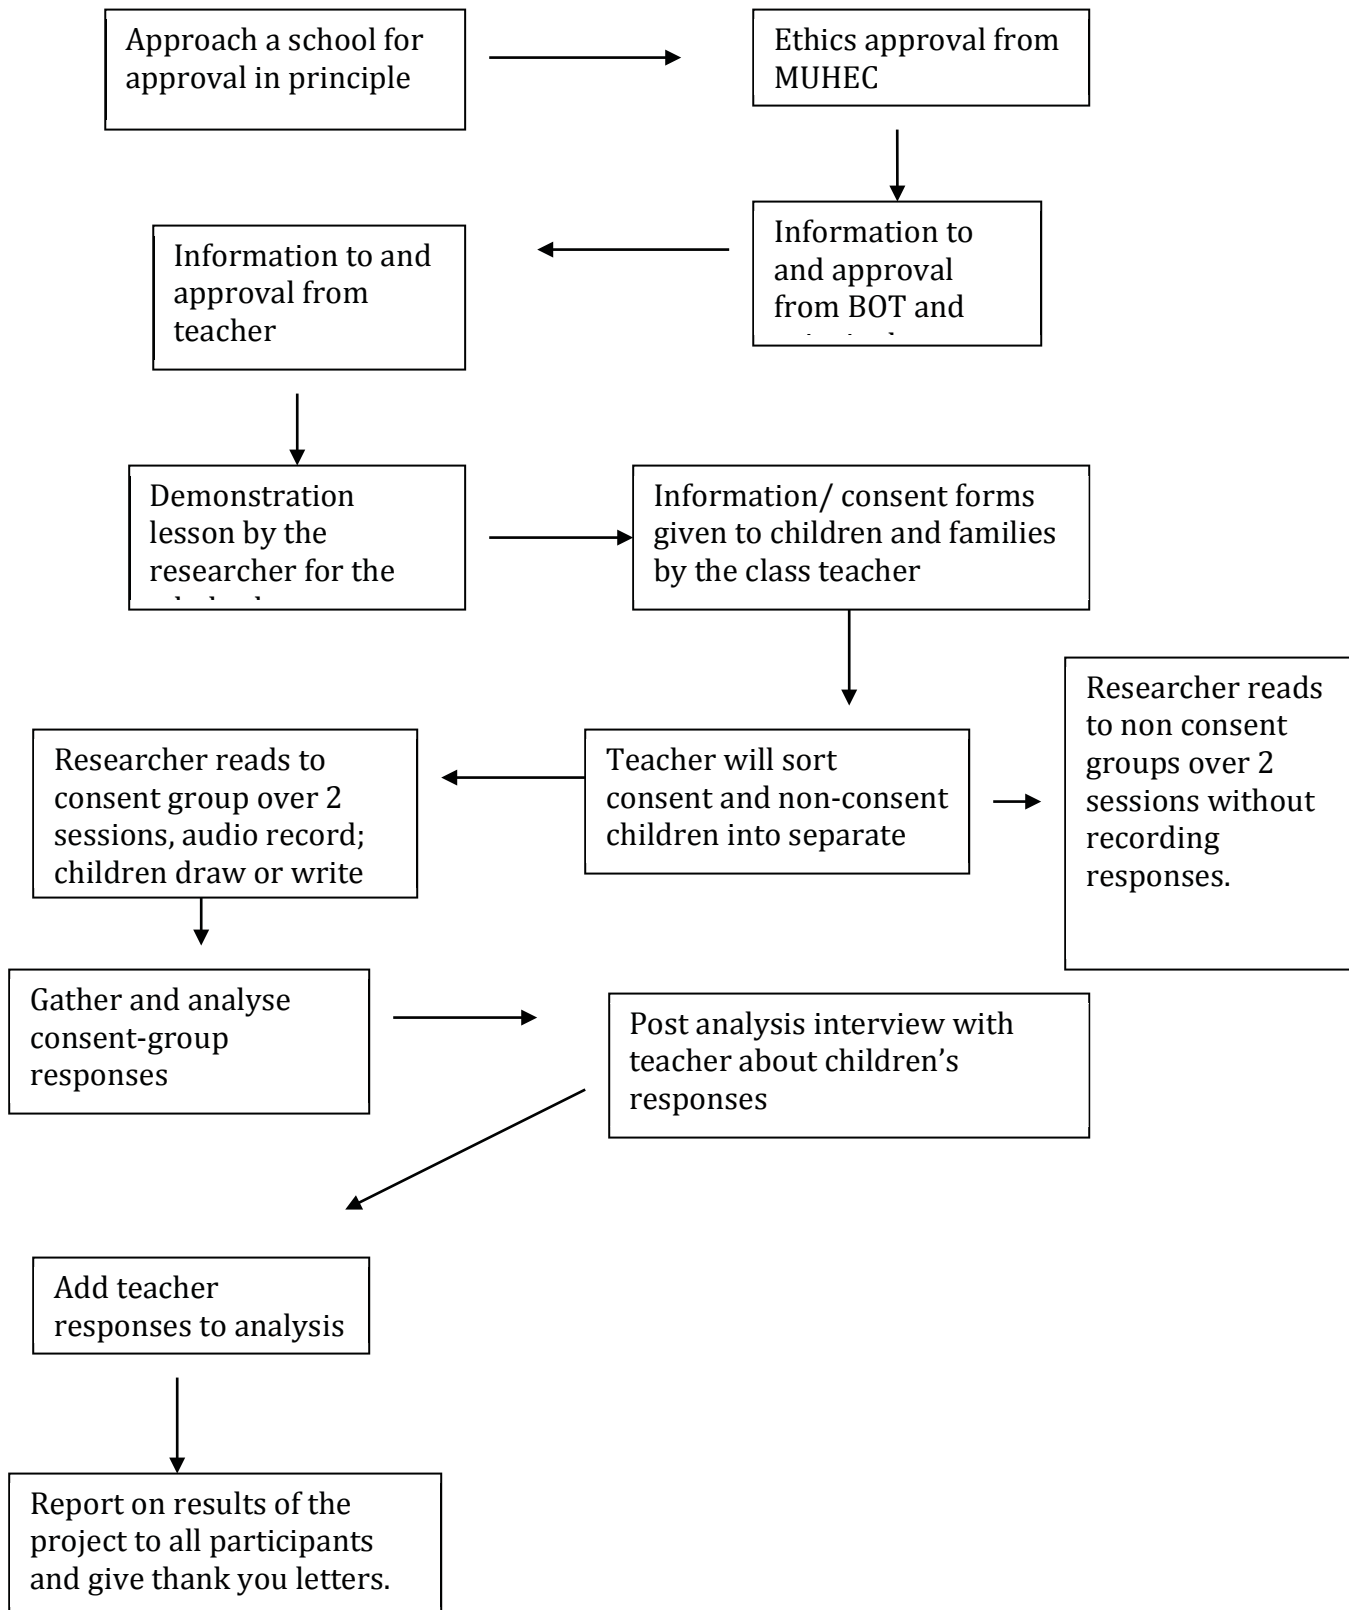 Approach a school for
approval in principle
Ethics approval from
MUHEC
Information to
and approval
from BOT and
Information to and
approval from
teacher
Demonstration
lesson by the
researcher for the
Information/ consent forms
given to children and families
by the class teacher
Teacher will sort
consent and non-consent
children into separate
Researcher reads
to non consent
groups over 2
sessions without
recording
responses.
Researcher reads to
consent group over 2
sessions, audio record;
children draw or write
Gather and analyse
consent-group
responses
Post analysis interview with
teacher about children’s
responses
Add teacher
responses to analysis
Report on results of the
project to all participants
and give thank you letters.